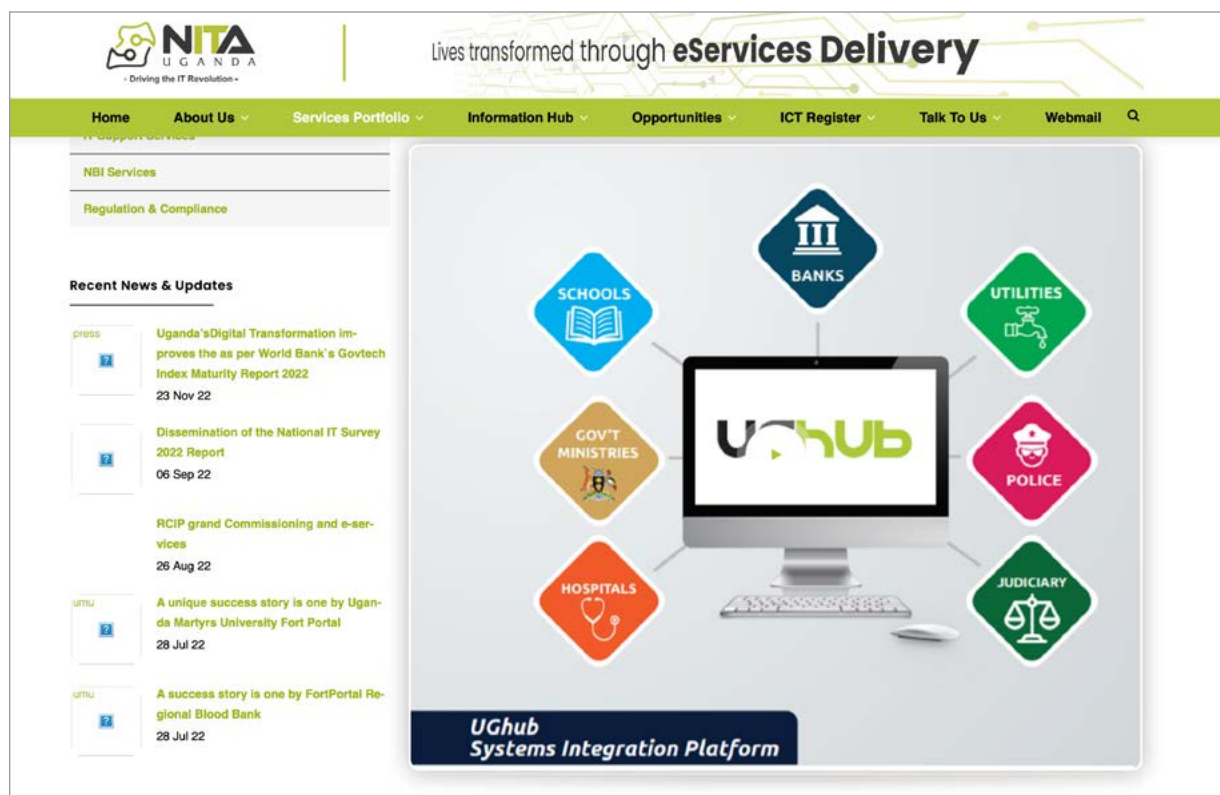 NITA
UGANDA
- Driving the IT Revolution -
Lives transformed through eServices Delivery
Home About Us Services Portfolio Information Hub Opportunities ICT Register Talk To Us Webmail
IT Support Services
NBI Services
Regulation & Compliance
Recent News & Updates
press
Uganda'sDigital Transformation im-
proves the as per World Bank's Govtech
Index Maturity Report 2022
23 Nov 22
Dissemination of the National IT Survey
2022 Report
06 Sep 22
RCIP grand Commissioning and e-ser-
vices
26 Aug 22
umu
A unique success story is one by Ugan-
da Martyrs University Fort Portal
28 Jul 22
umu
A success story is one by FortPortal Re-
gional Blood Bank
28 Jul 22
BANKS
SCHOOLS
UTILITIES
UGhUb
GOV'T
MINISTRIES
POLICE
HOSPITALS
JUDICIARY
UGhub
Systems Integration Platform